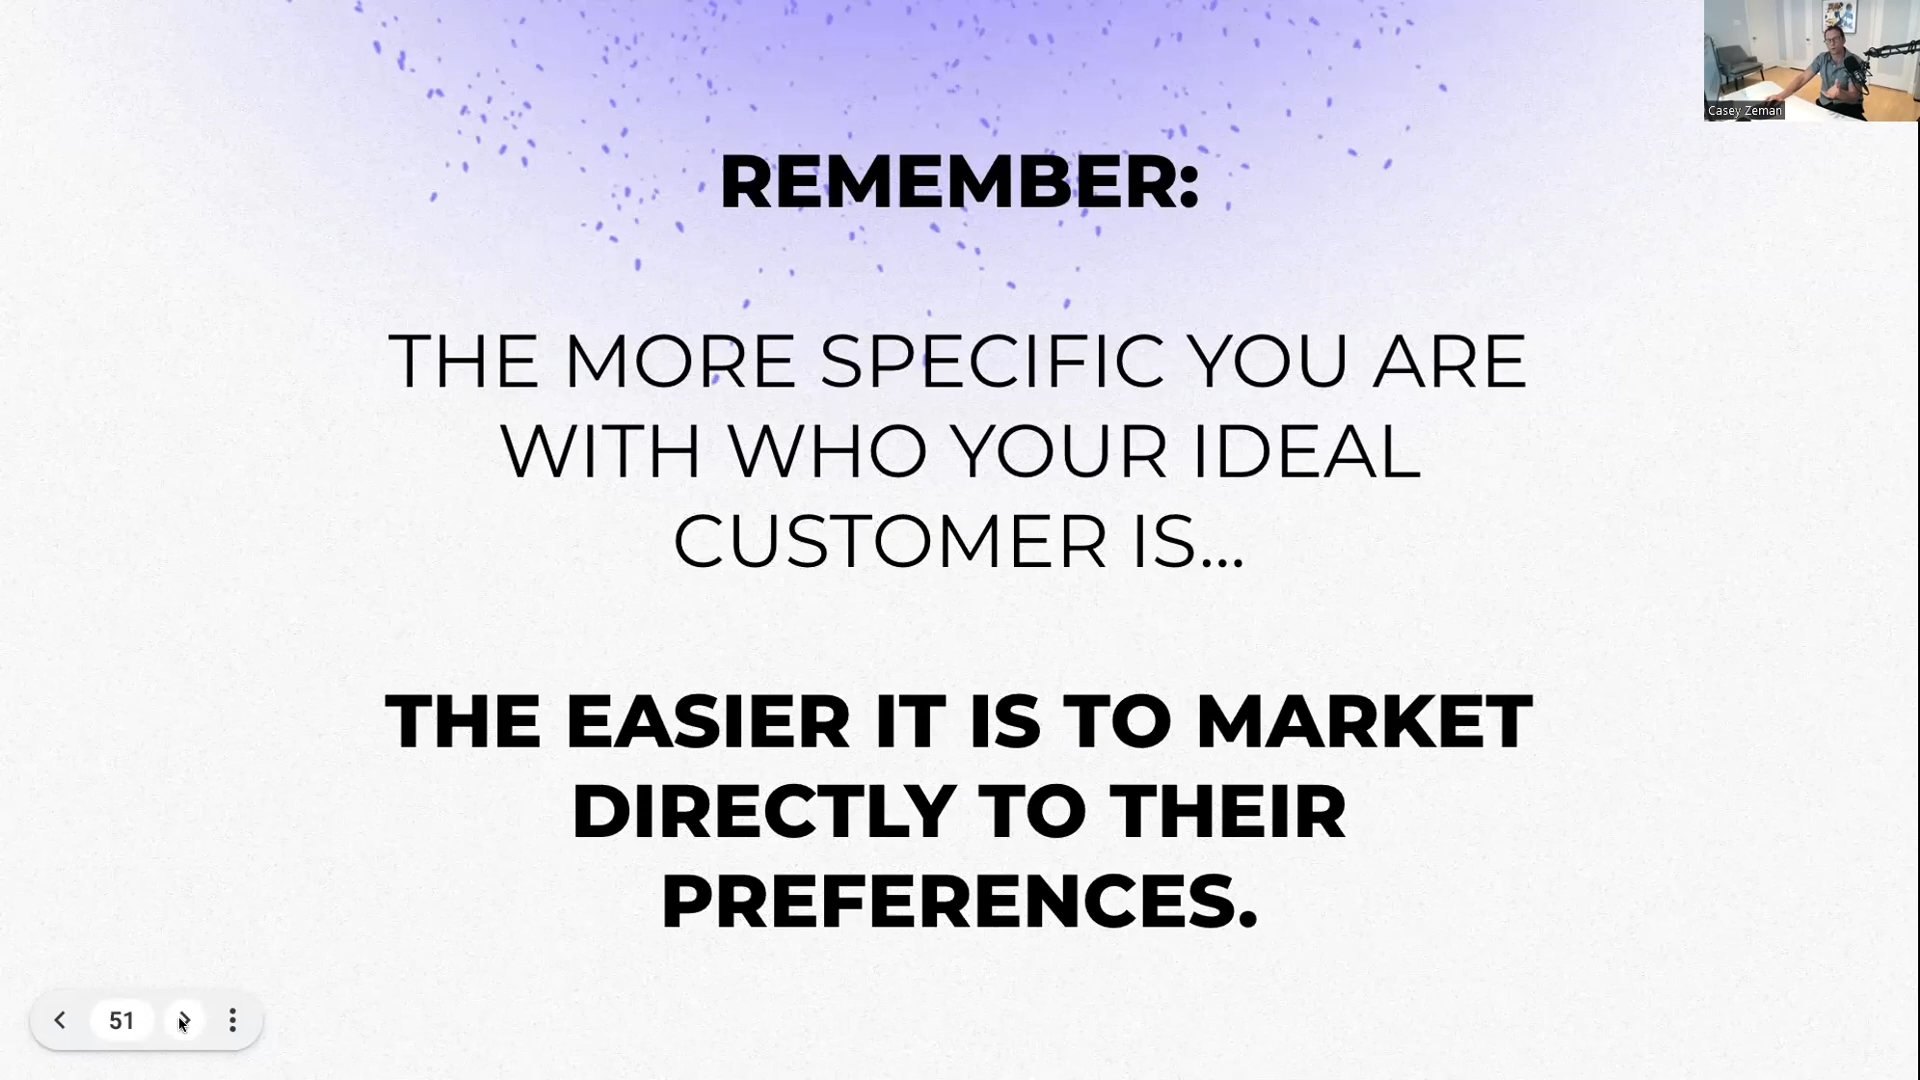 Casey Zeman
REMEMBER:
THE MORE SPECIFIC YOU ARE
WITH WHO YOUR IDEAL
CUSTOMER IS...
THE EASIER IT IS TO MARKET
DIRECTLY TO THEIR
PREFERENCES.
51